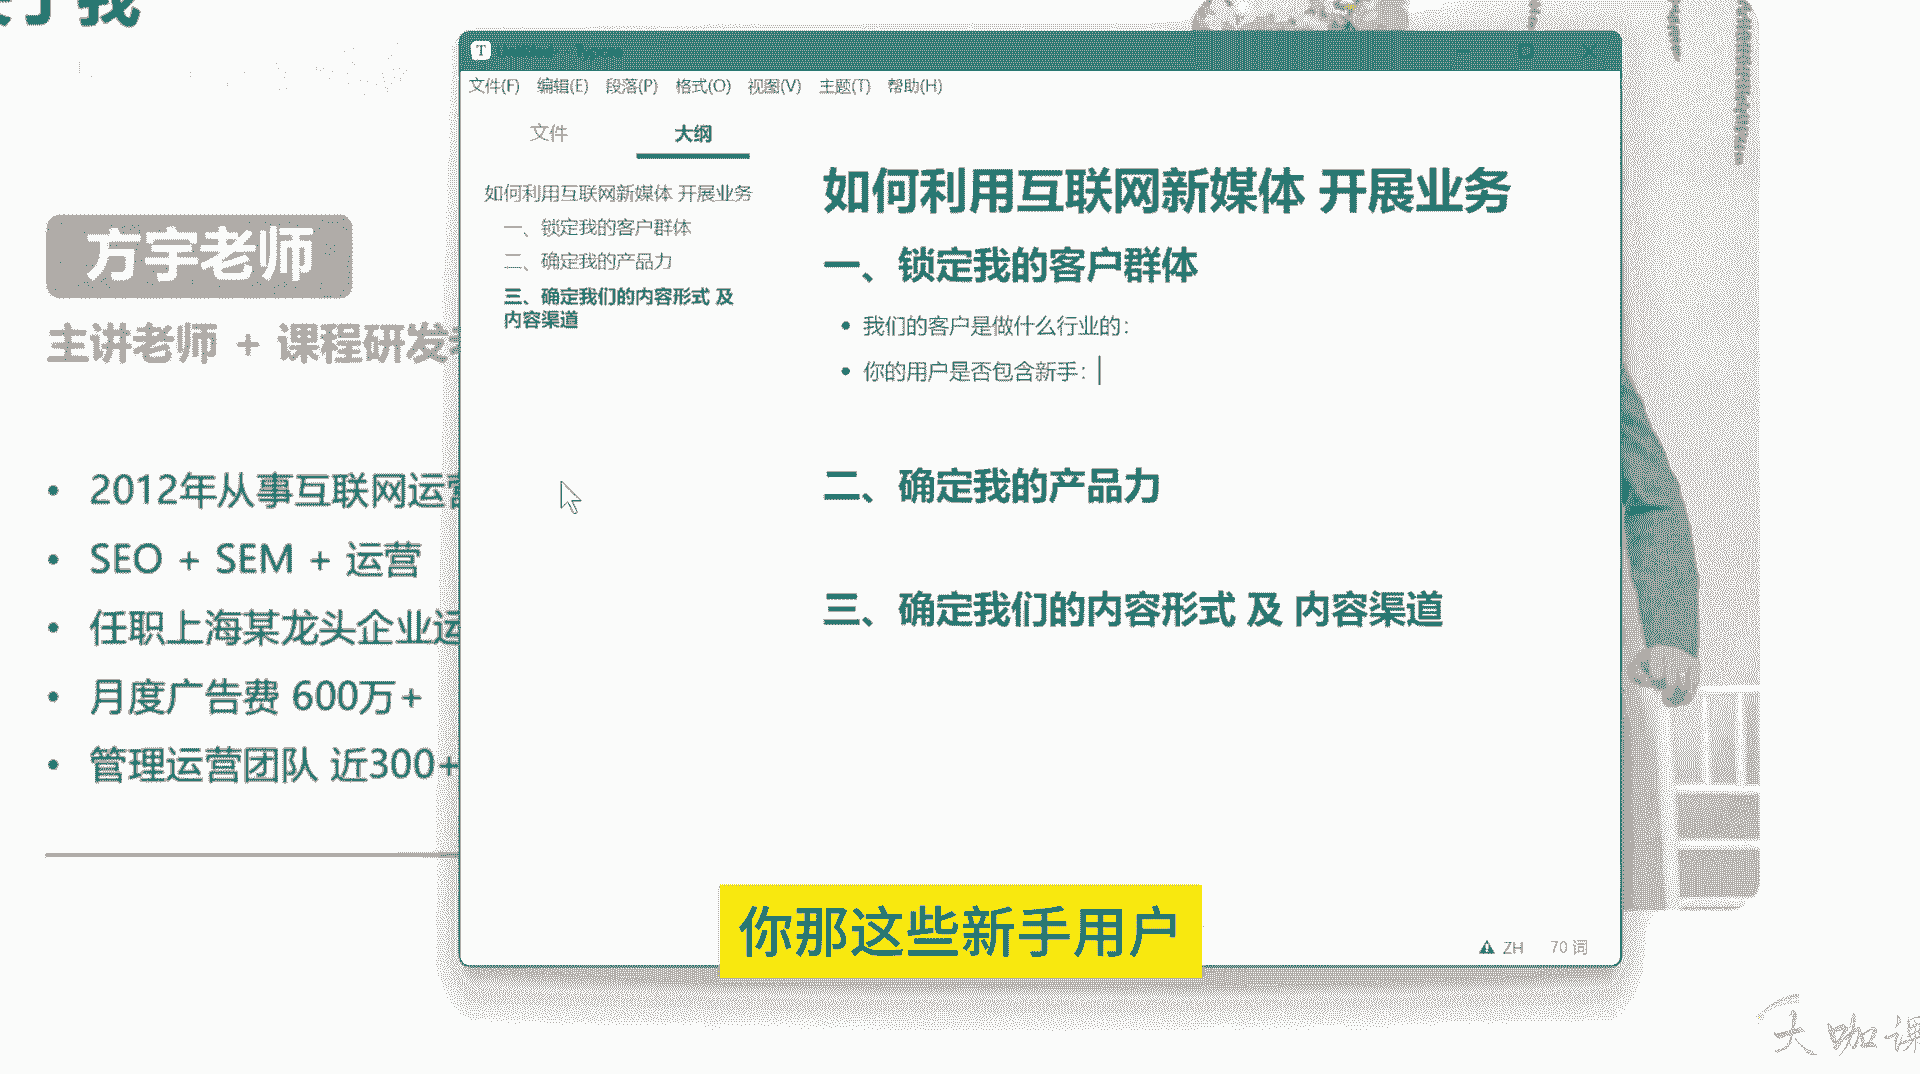 我
方宇老师
主讲老师 + 课程研发
2012年从事互联网运营
SEO + SEM + 运营
任职上海某龙头企业运
月度广告费 600万+
管理运营团队 近300+
T
文件(F) 编辑(E) 段落(P) 格式(O) 视图(V) 主题(T) 帮助(H)
文件 大纲
如何利用互联网新媒体 开展业务
一、锁定我的客户群体
二、确定我的产品力
三、确定我们的内容形式 及
内容渠道
如何利用互联网新媒体 开展业务
一、锁定我的客户群体
我们的客户是做什么行业的：
你的用户是否包含新手：
二、确定我的产品力
三、确定我们的内容形式 及 内容渠道
ZH 70 词
你那这些新手用户
大咖课